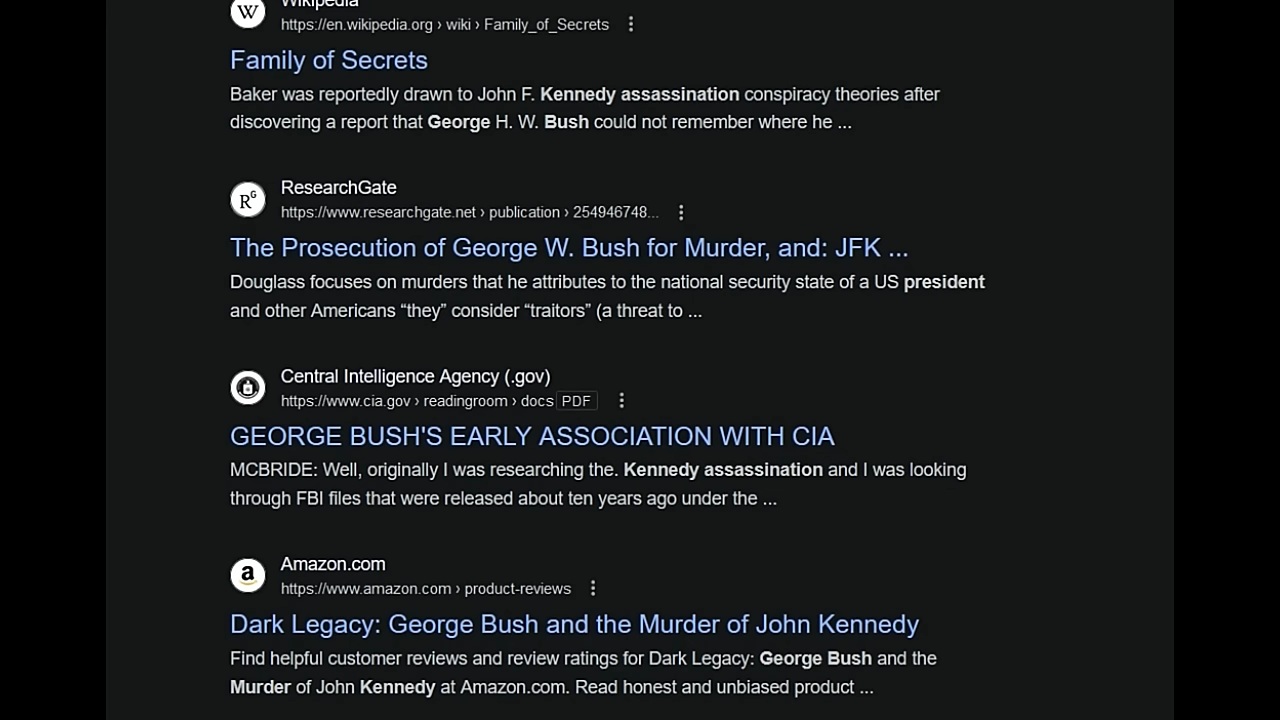 Wikipedia
W
https://en.wikipedia.org › wiki › Family_of_Secrets
Family of Secrets
Baker was reportedly drawn to John F. Kennedy assassination conspiracy theories after
discovering a report that George H. W. Bush could not remember where he ...
ResearchGate
RG
https://www.researchgate.net › publication › 254946748...
The Prosecution of George W. Bush for Murder, and: JFK ...
Douglass focuses on murders that he attributes to the national security state of a US president
and other Americans “they” consider “traitors” (a threat to ...
Central Intelligence Agency (.gov)
https://www.cia.gov › readingroom › docs PDF
GEORGE BUSH'S EARLY ASSOCIATION WITH CIA
MCBRIDE: Well, originally I was researching the. Kennedy assassination and I was looking
through FBI files that were released about ten years ago under the ...
Amazon.com
a
https://www.amazon.com › product-reviews
Dark Legacy: George Bush and the Murder of John Kennedy
Find helpful customer reviews and review ratings for Dark Legacy: George Bush and the
Murder of John Kennedy at Amazon.com. Read honest and unbiased product ...